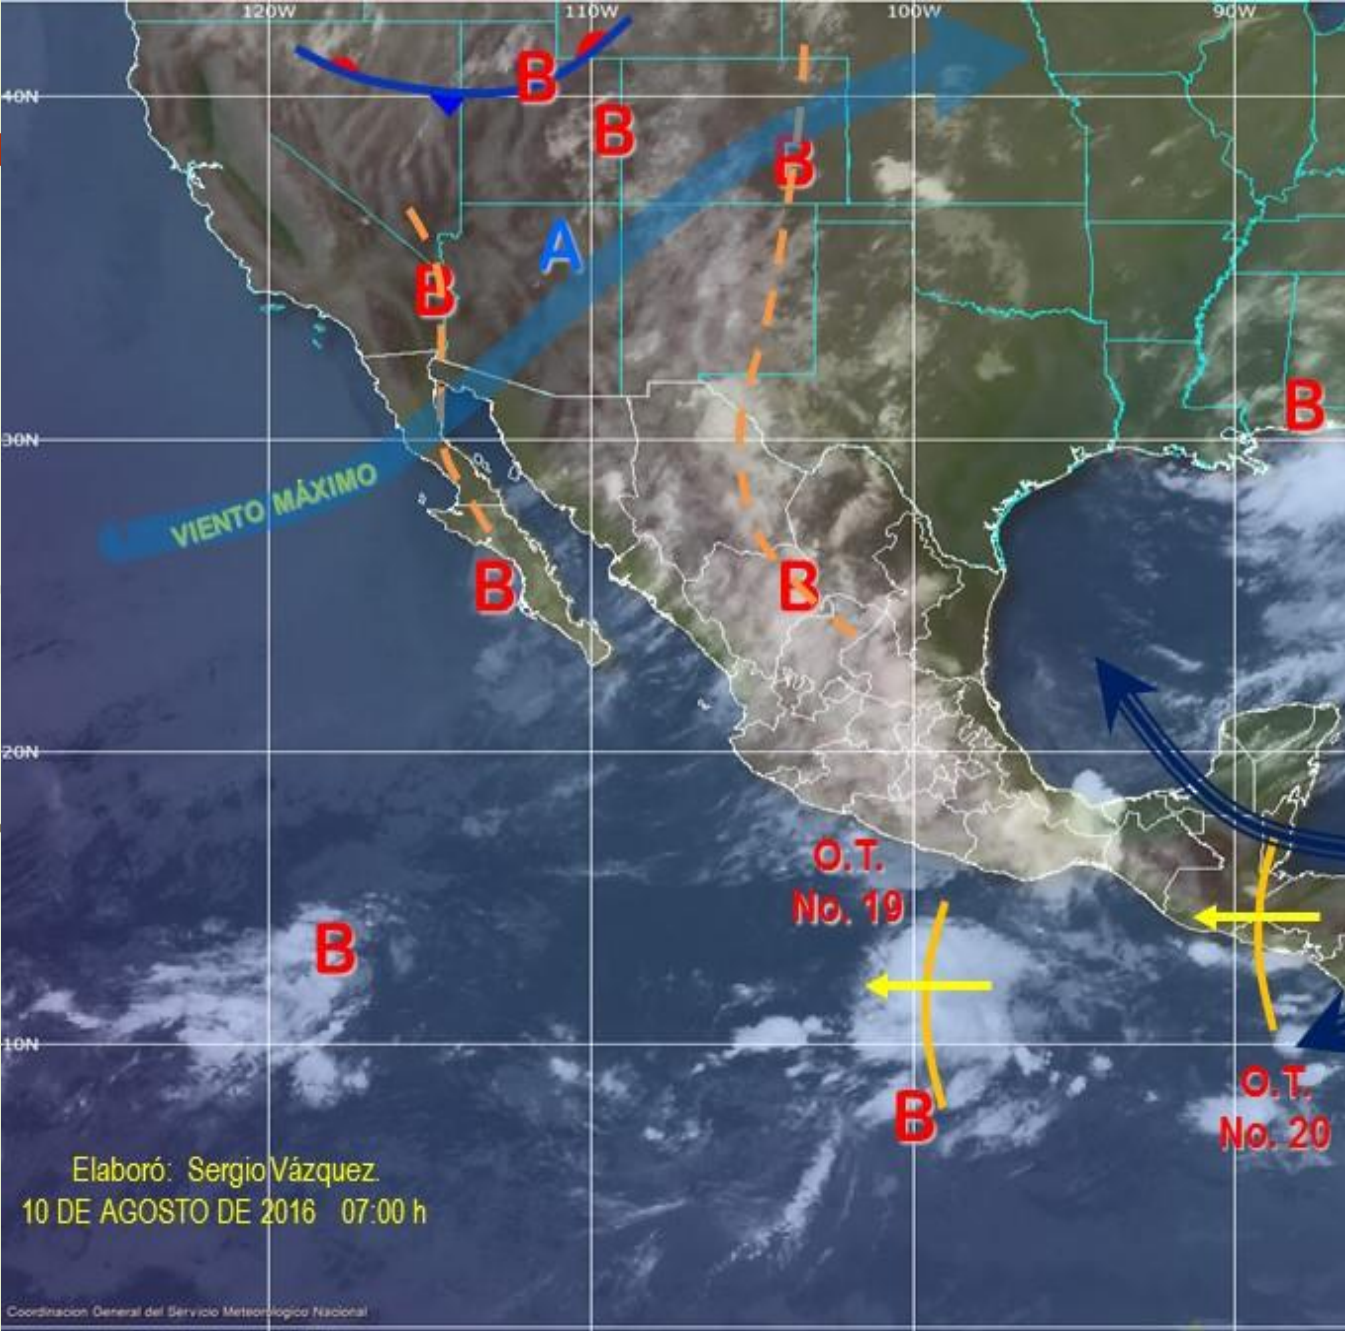 120W 110W 100W 90W
B
40N
B
B
A
B
B
30N
VIENTO MÁXIMO
B
B
20N
O.T.
No. 19
B
10N
O.T.
B
No. 20
Elaboró: Sergio Vázquez.
10 DE AGOSTO DE 2016 07:00 h
Coordinacion General del Servicio Meteorologico Nacional